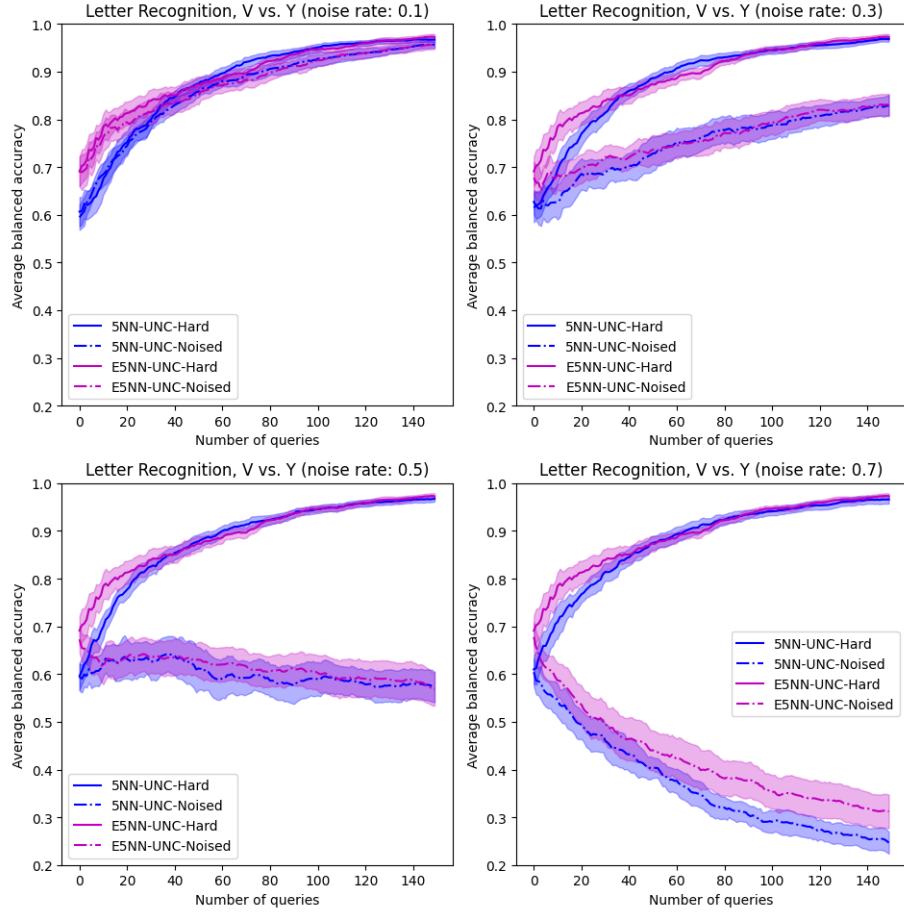 Letter Recognition, V vs. Y (noise rate: 0.1)
1.0
0.9
0.8
0.7
0.6
0.5
0.4
0.3
0.2
Average balanced accuracy
5NN-UNC-Hard
5NN-UNC-Noised
E5NN-UNC-Hard
E5NN-UNC-Noised
0 20 40 60 80 100 120 140
Number of queries
Letter Recognition, V vs. Y (noise rate: 0.3)
1.0
0.9
0.8
0.7
0.6
0.5
0.4
0.3
0.2
Average balanced accuracy
5NN-UNC-Hard
5NN-UNC-Noised
E5NN-UNC-Hard
E5NN-UNC-Noised
0 20 40 60 80 100 120 140
Number of queries
Letter Recognition, V vs. Y (noise rate: 0.5)
1.0
0.9
0.8
0.7
0.6
0.5
0.4
0.3
0.2
Average balanced accuracy
5NN-UNC-Hard
5NN-UNC-Noised
E5NN-UNC-Hard
E5NN-UNC-Noised
0 20 40 60 80 100 120 140
Number of queries
Letter Recognition, V vs. Y (noise rate: 0.7)
1.0
0.9
0.8
0.7
0.6
0.5
0.4
0.3
0.2
Average balanced accuracy
5NN-UNC-Hard
5NN-UNC-Noised
E5NN-UNC-Hard
E5NN-UNC-Noised
0 20 40 60 80 100 120 140
Number of queries